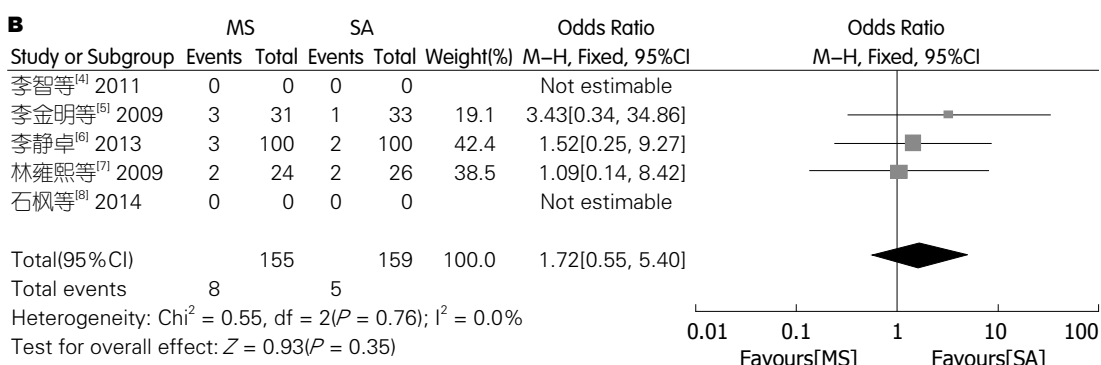 B
MS SA Odds Ratio Odds Ratio
Study or Subgroup Events Total Events Total Weight(%) M-H, Fixed, 95%CI M-H, Fixed, 95%CI
李智等[4] 2011 0 0 0 0 Not estimable
李金明等[5] 2009 3 31 1 33 19.1 3.43[0.34, 34.86]
李静卓[6] 2013 3 100 2 100 42.4 1.52[0.25, 9.27]
林雍熙等[7] 2009 2 24 2 26 38.5 1.09[0.14, 8.42]
石枫等[8] 2014 0 0 0 0 Not estimable
Total(95%CI) 155 159 100.0 1.72[0.55, 5.40]
Total events 8 5
Heterogeneity: Chi² = 0.55, df = 2(P = 0.76); I² = 0.0%
Test for overall effect: Z = 0.93(P = 0.35)
0.01 0.1 1 10 100
Favours[MS] Favours[SA]